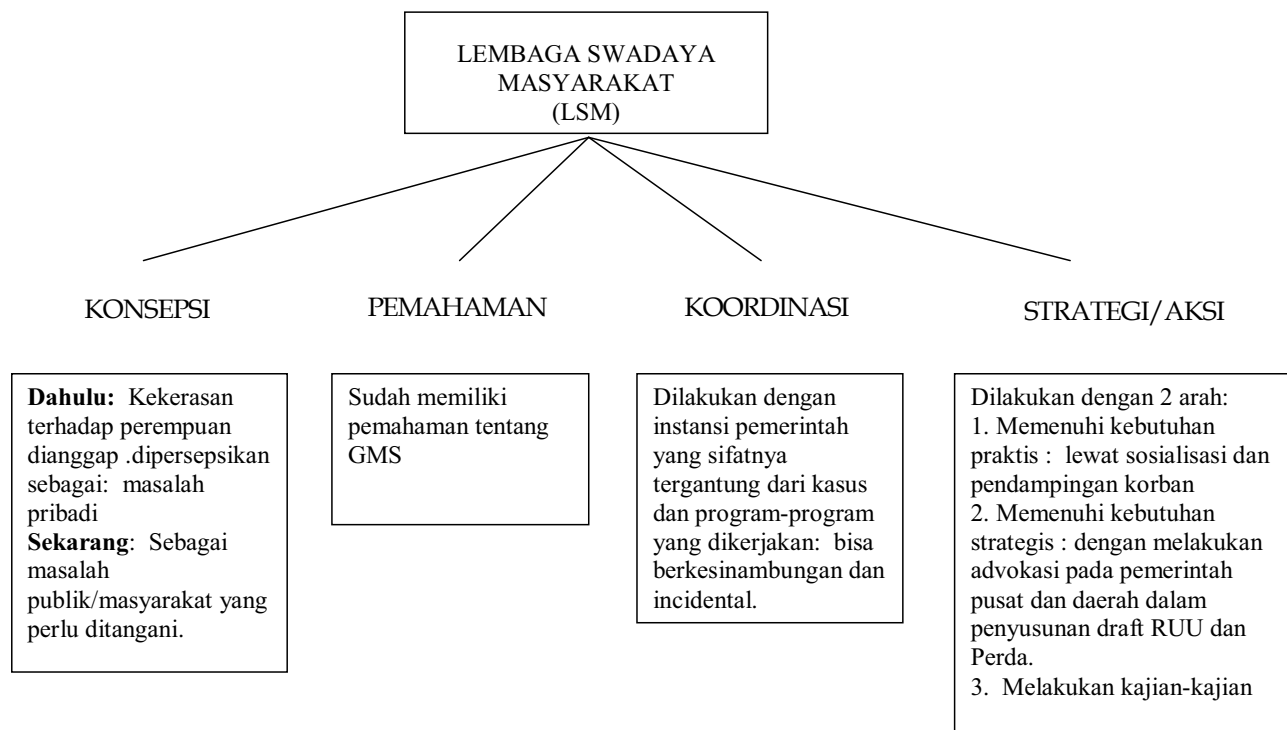 LEMBAGA SWADAYA
MASYARAKAT
(LSM)
KONSEPSI
PEMAHAMAN
KOORDINASI
STRATEGI/AKSI
Dahulu: Kekerasan
terhadap perempuan
dianggap .dipersepsikan
sebagai: masalah
pribadi
Sekarang: Sebagai
masalah
publik/masyarakat yang
perlu ditangani.
Sudah memiliki
pemahaman tentang
GMS
Dilakukan dengan
instansi pemerintah
yang sifatnya
tergantung dari kasus
dan program-program
yang dikerjakan: bisa
berkesinambungan dan
incidental.
Dilakukan dengan 2 arah:
1. Memenuhi kebutuhan
praktis : lewat sosialisasi dan
pendampingan korban
2. Memenuhi kebutuhan
strategis : dengan melakukan
advokasi pada pemerintah
pusat dan daerah dalam
penyusunan draft RUU dan
Perda.
3. Melakukan kajian-kajian